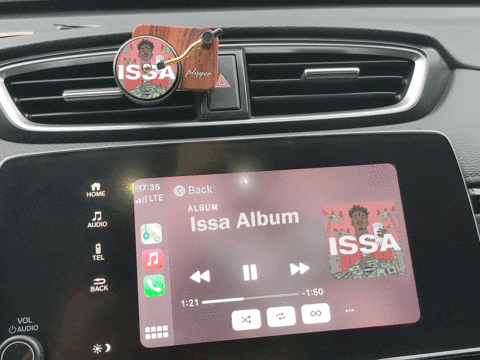 ISSA
player
17:35
LTE
Back
ALBUM
Issa Album
ISSA
1:21
-1:50
HOME
AUDIO
TEL
BACK
VOL
AUDIO